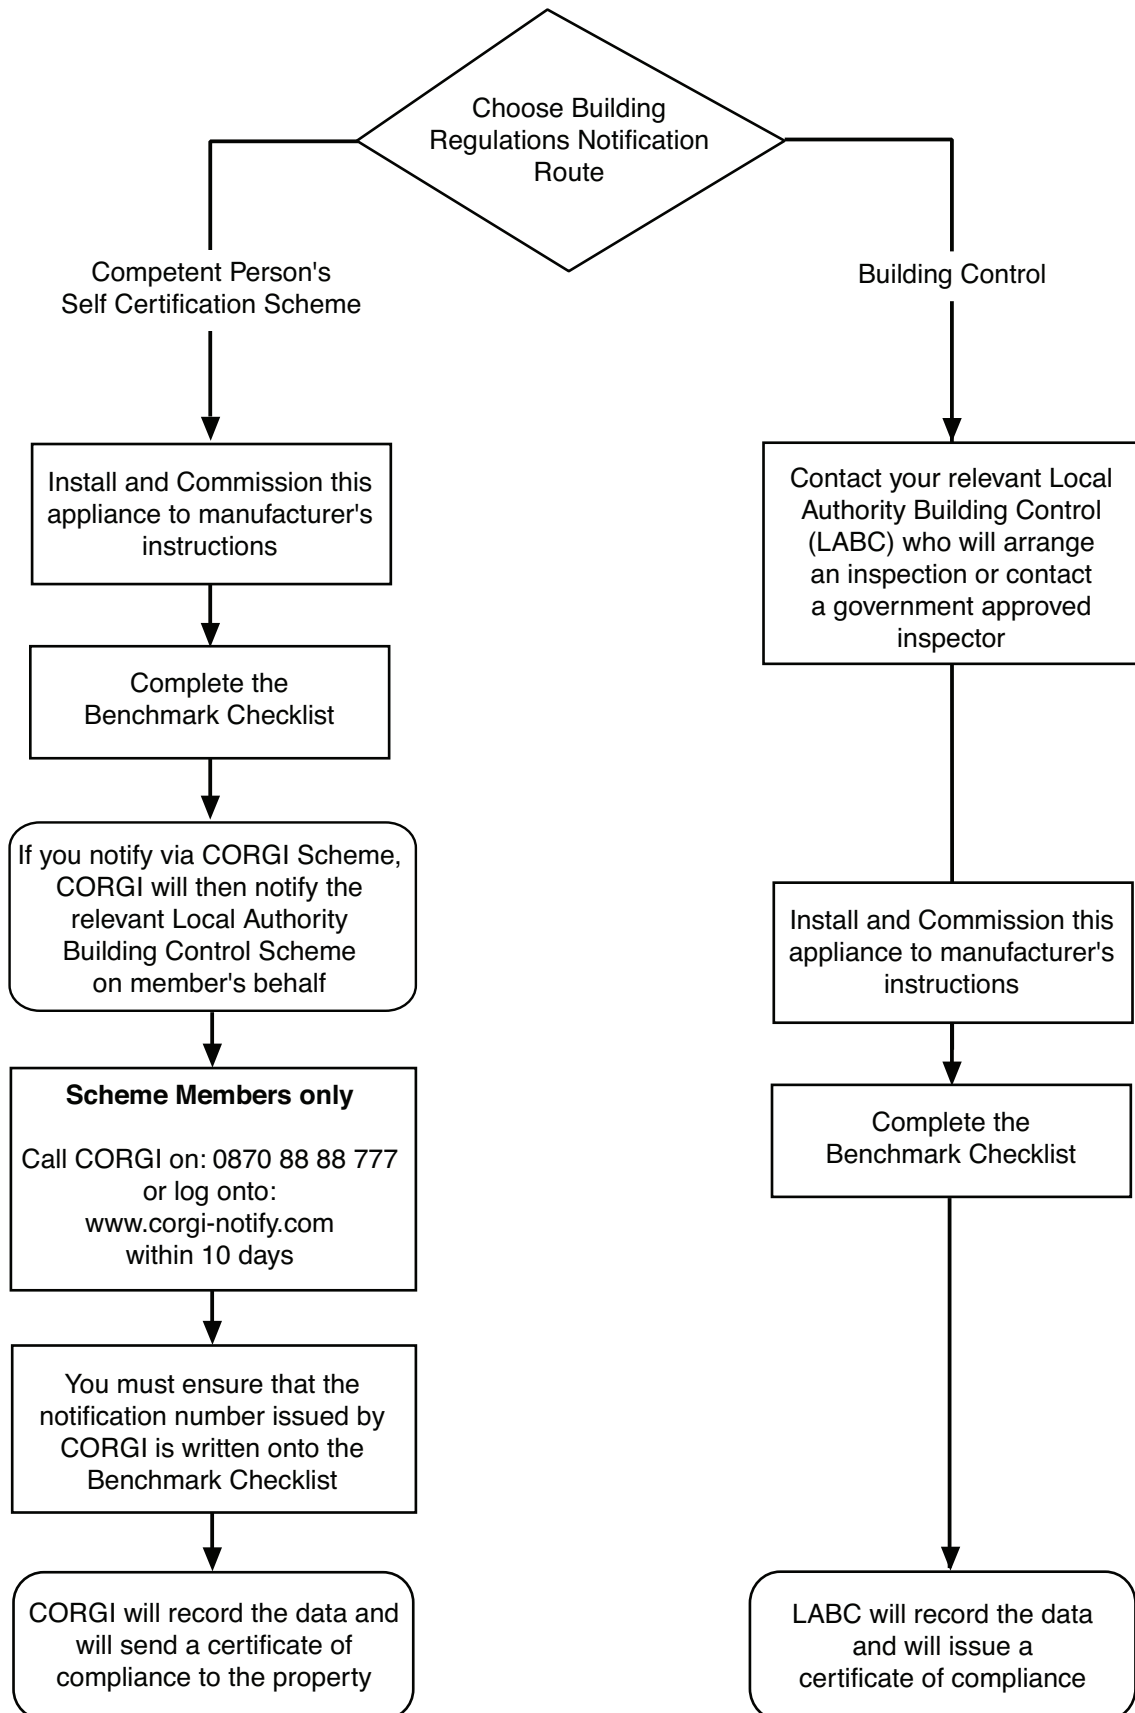 Choose Building
Regulations Notification
Route
Competent Person's
Self Certification Scheme
Building Control
Install and Commission this
appliance to manufacturer's
instructions
Contact your relevant Local
Authority Building Control
(LABC) who will arrange
an inspection or contact
a government approved
inspector
Complete the
Benchmark Checklist
If you notify via CORGI Scheme,
CORGI will then notify the
relevant Local Authority
Building Control Scheme
on member's behalf
Install and Commission this
appliance to manufacturer's
instructions
Scheme Members only
Call CORGI on: 0870 88 88 777
or log onto:
www.corgi-notify.com
within 10 days
Complete the
Benchmark Checklist
You must ensure that the
notification number issued by
CORGI is written onto the
Benchmark Checklist
CORGI will record the data and
will send a certificate of
compliance to the property
LABC will record the data
and will issue a
certificate of compliance